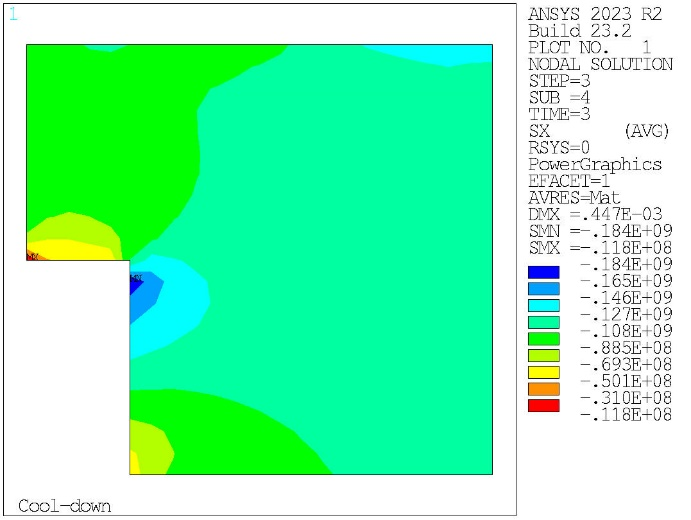 1
ANSYS 2023 R2
Build 23.2
PLOT NO. 1
NODAL SOLUTION
STEP=3
SUB =4
TIME=3
SX (AVG)
RSYS=0
PowerGraphics
EFACET=1
AVRES=Mat
DMX =.447E-03
SMN =-.184E+09
SMX =-.118E+08
-.184E+09
-.165E+09
-.146E+09
-.127E+09
-.108E+09
-.885E+08
-.693E+08
-.501E+08
-.310E+08
-.118E+08
MX
MN
Cool-down